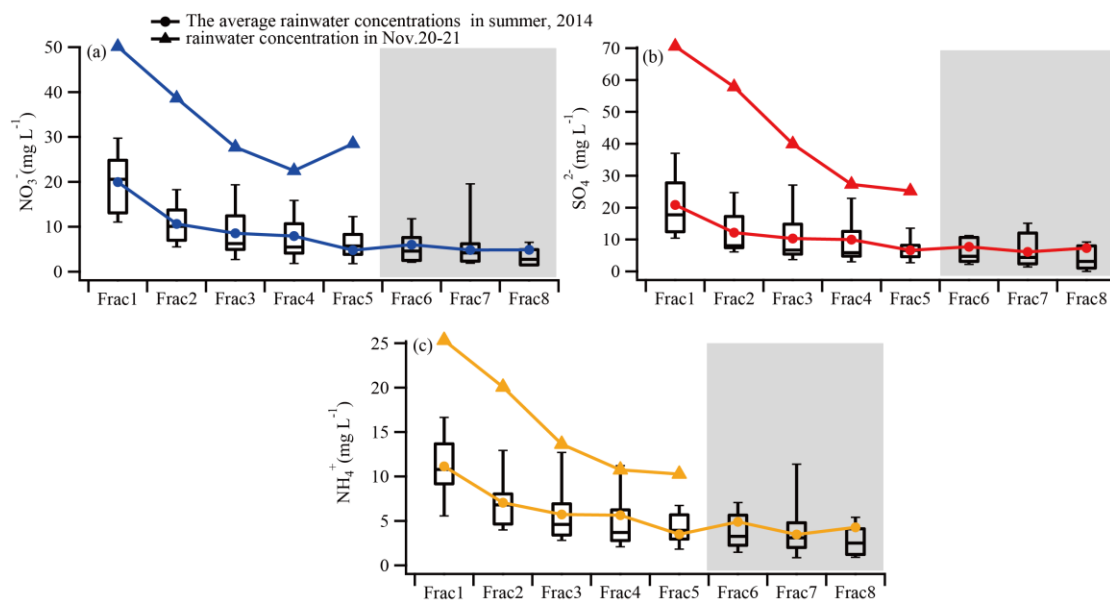 The average rainwater concentrations in summer, 2014
rainwater concentration in Nov.20-21
(a)
50
40
30
20
10
0
NO₃⁻ (mg L⁻¹)
Frac1 Frac2 Frac3 Frac4 Frac5 Frac6 Frac7 Frac8
(b)
70
60
50
40
30
20
10
0
SO₄²⁻ (mg L⁻¹)
Frac1 Frac2 Frac3 Frac4 Frac5 Frac6 Frac7 Frac8
(c)
25
20
15
10
5
0
NH₄⁺ (mg L⁻¹)
Frac1 Frac2 Frac3 Frac4 Frac5 Frac6 Frac7 Frac8